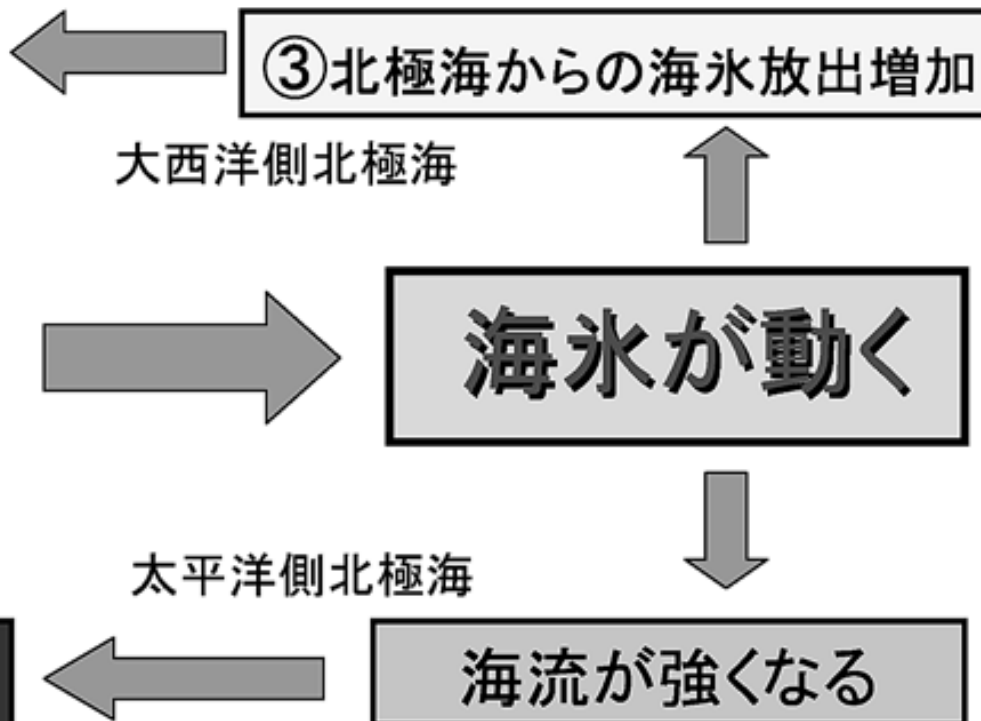 ③北極海からの海氷放出増加
大西洋側北極海
海氷が動く
太平洋側北極海
海流が強くなる